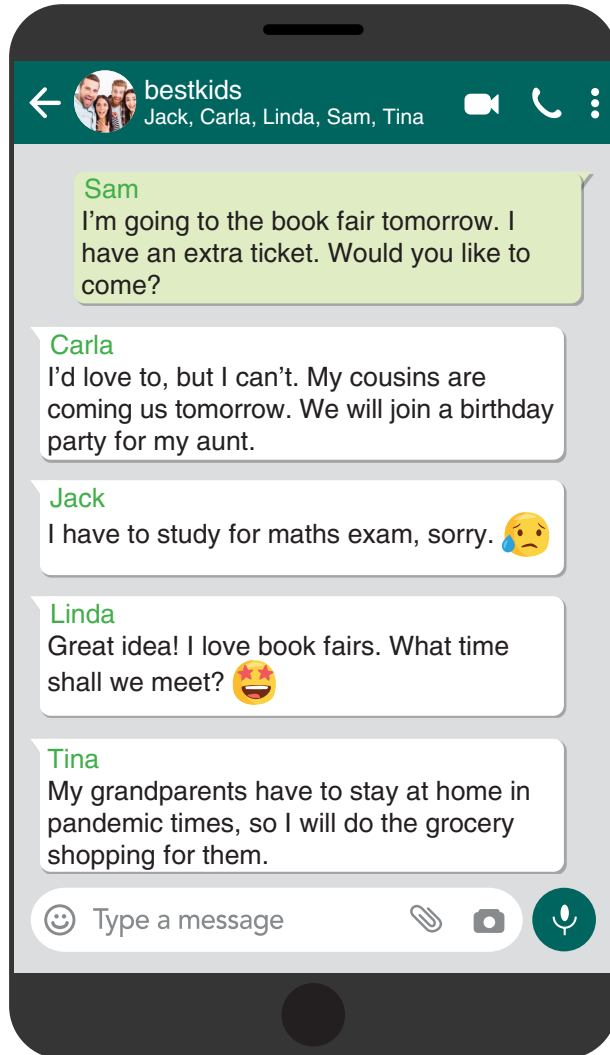 bestkids
Jack, Carla, Linda, Sam, Tina
Sam
I'm going to the book fair tomorrow. I
have an extra ticket. Would you like to
come?
Carla
I'd love to, but I can't. My cousins are
coming us tomorrow. We will join a birthday
party for my aunt.
Jack
I have to study for maths exam, sorry.
Linda
Great idea! I love book fairs. What time
shall we meet?
Tina
My grandparents have to stay at home in
pandemic times, so I will do the grocery
shopping for them.
Type a message